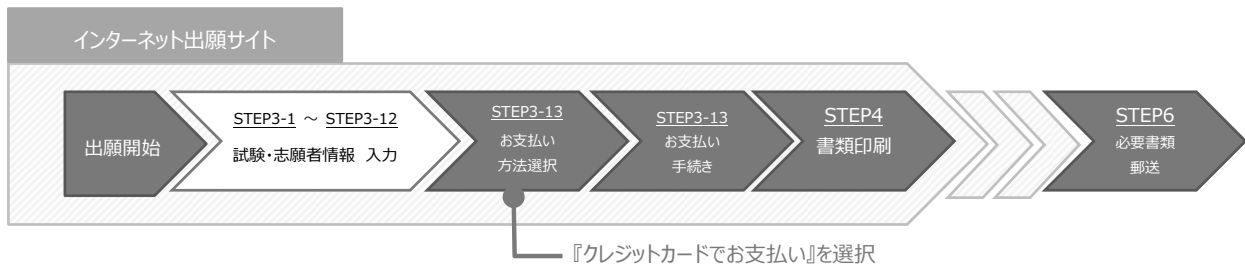 インターネット出願サイト
出願開始
STEP3-1 ～ STEP3-12
試験・志願者情報 入力
STEP3-13
お支払い
方法選択
STEP3-13
お支払い
手続き
STEP4
書類印刷
STEP6
必要書類
郵送
『クレジットカードでお支払い』を選択